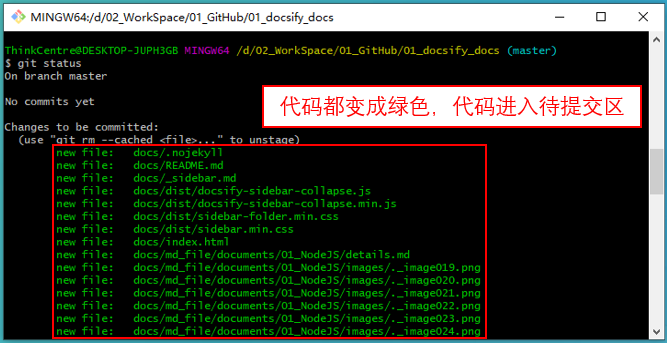 MINGW64:/d/02_WorkSpace/01_GitHub/01_docsify_docs
ThinkCentre@DESKTOP-JUPH3GB MINGW64 /d/02_WorkSpace/01_GitHub/01_docsify_docs (master)
$ git status
On branch master
No commits yet
代码都变成绿色，代码进入待提交区
Changes to be committed:
(use "git rm --cached <file>..." to unstage)
new file: docs/.nojekyll
new file: docs/README.md
new file: docs/_sidebar.md
new file: docs/dist/docsify-sidebar-collapse.js
new file: docs/dist/docsify-sidebar-collapse.min.js
new file: docs/dist/sidebar-folder.min.css
new file: docs/dist/sidebar.min.css
new file: docs/index.html
new file: docs/md_file/documents/01_NodeJS/details.md
new file: docs/md_file/documents/01_NodeJS/images/._image019.png
new file: docs/md_file/documents/01_NodeJS/images/._image020.png
new file: docs/md_file/documents/01_NodeJS/images/._image021.png
new file: docs/md_file/documents/01_NodeJS/images/._image022.png
new file: docs/md_file/documents/01_NodeJS/images/._image023.png
new file: docs/md_file/documents/01_NodeJS/images/._image024.png